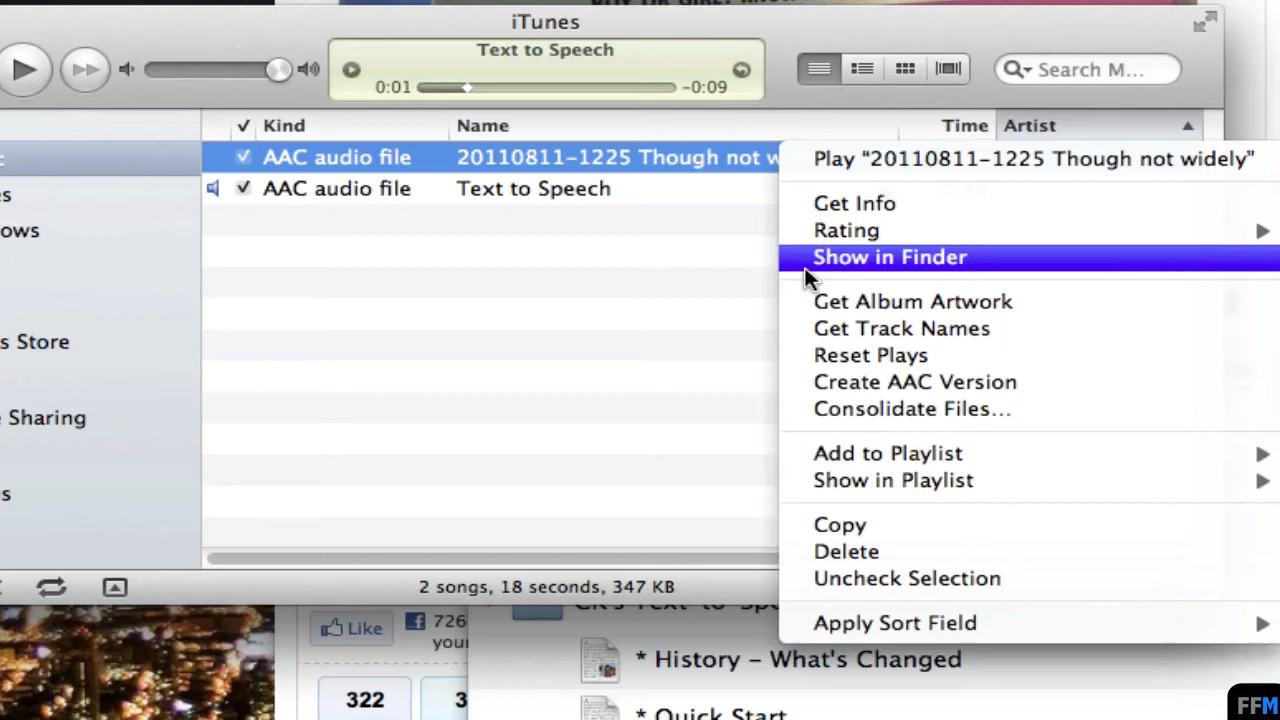 iTunes
Text to Speech
0:01
-0:09
Search M...
Kind
Name
Time
Artist
AAC audio file
20110811-1225 Though not w
AAC audio file
Text to Speech
ows
s Store
Sharing
2 songs, 18 seconds, 347 KB
Play “20110811-1225 Though not widely”
Get Info
Rating
Show in Finder
Get Album Artwork
Get Track Names
Reset Plays
Create AAC Version
Consolidate Files...
Add to Playlist
Show in Playlist
Copy
Delete
Uncheck Selection
Apply Sort Field
Like
726
your
322
3
* History – What's Changed
* Quick Start
FFM